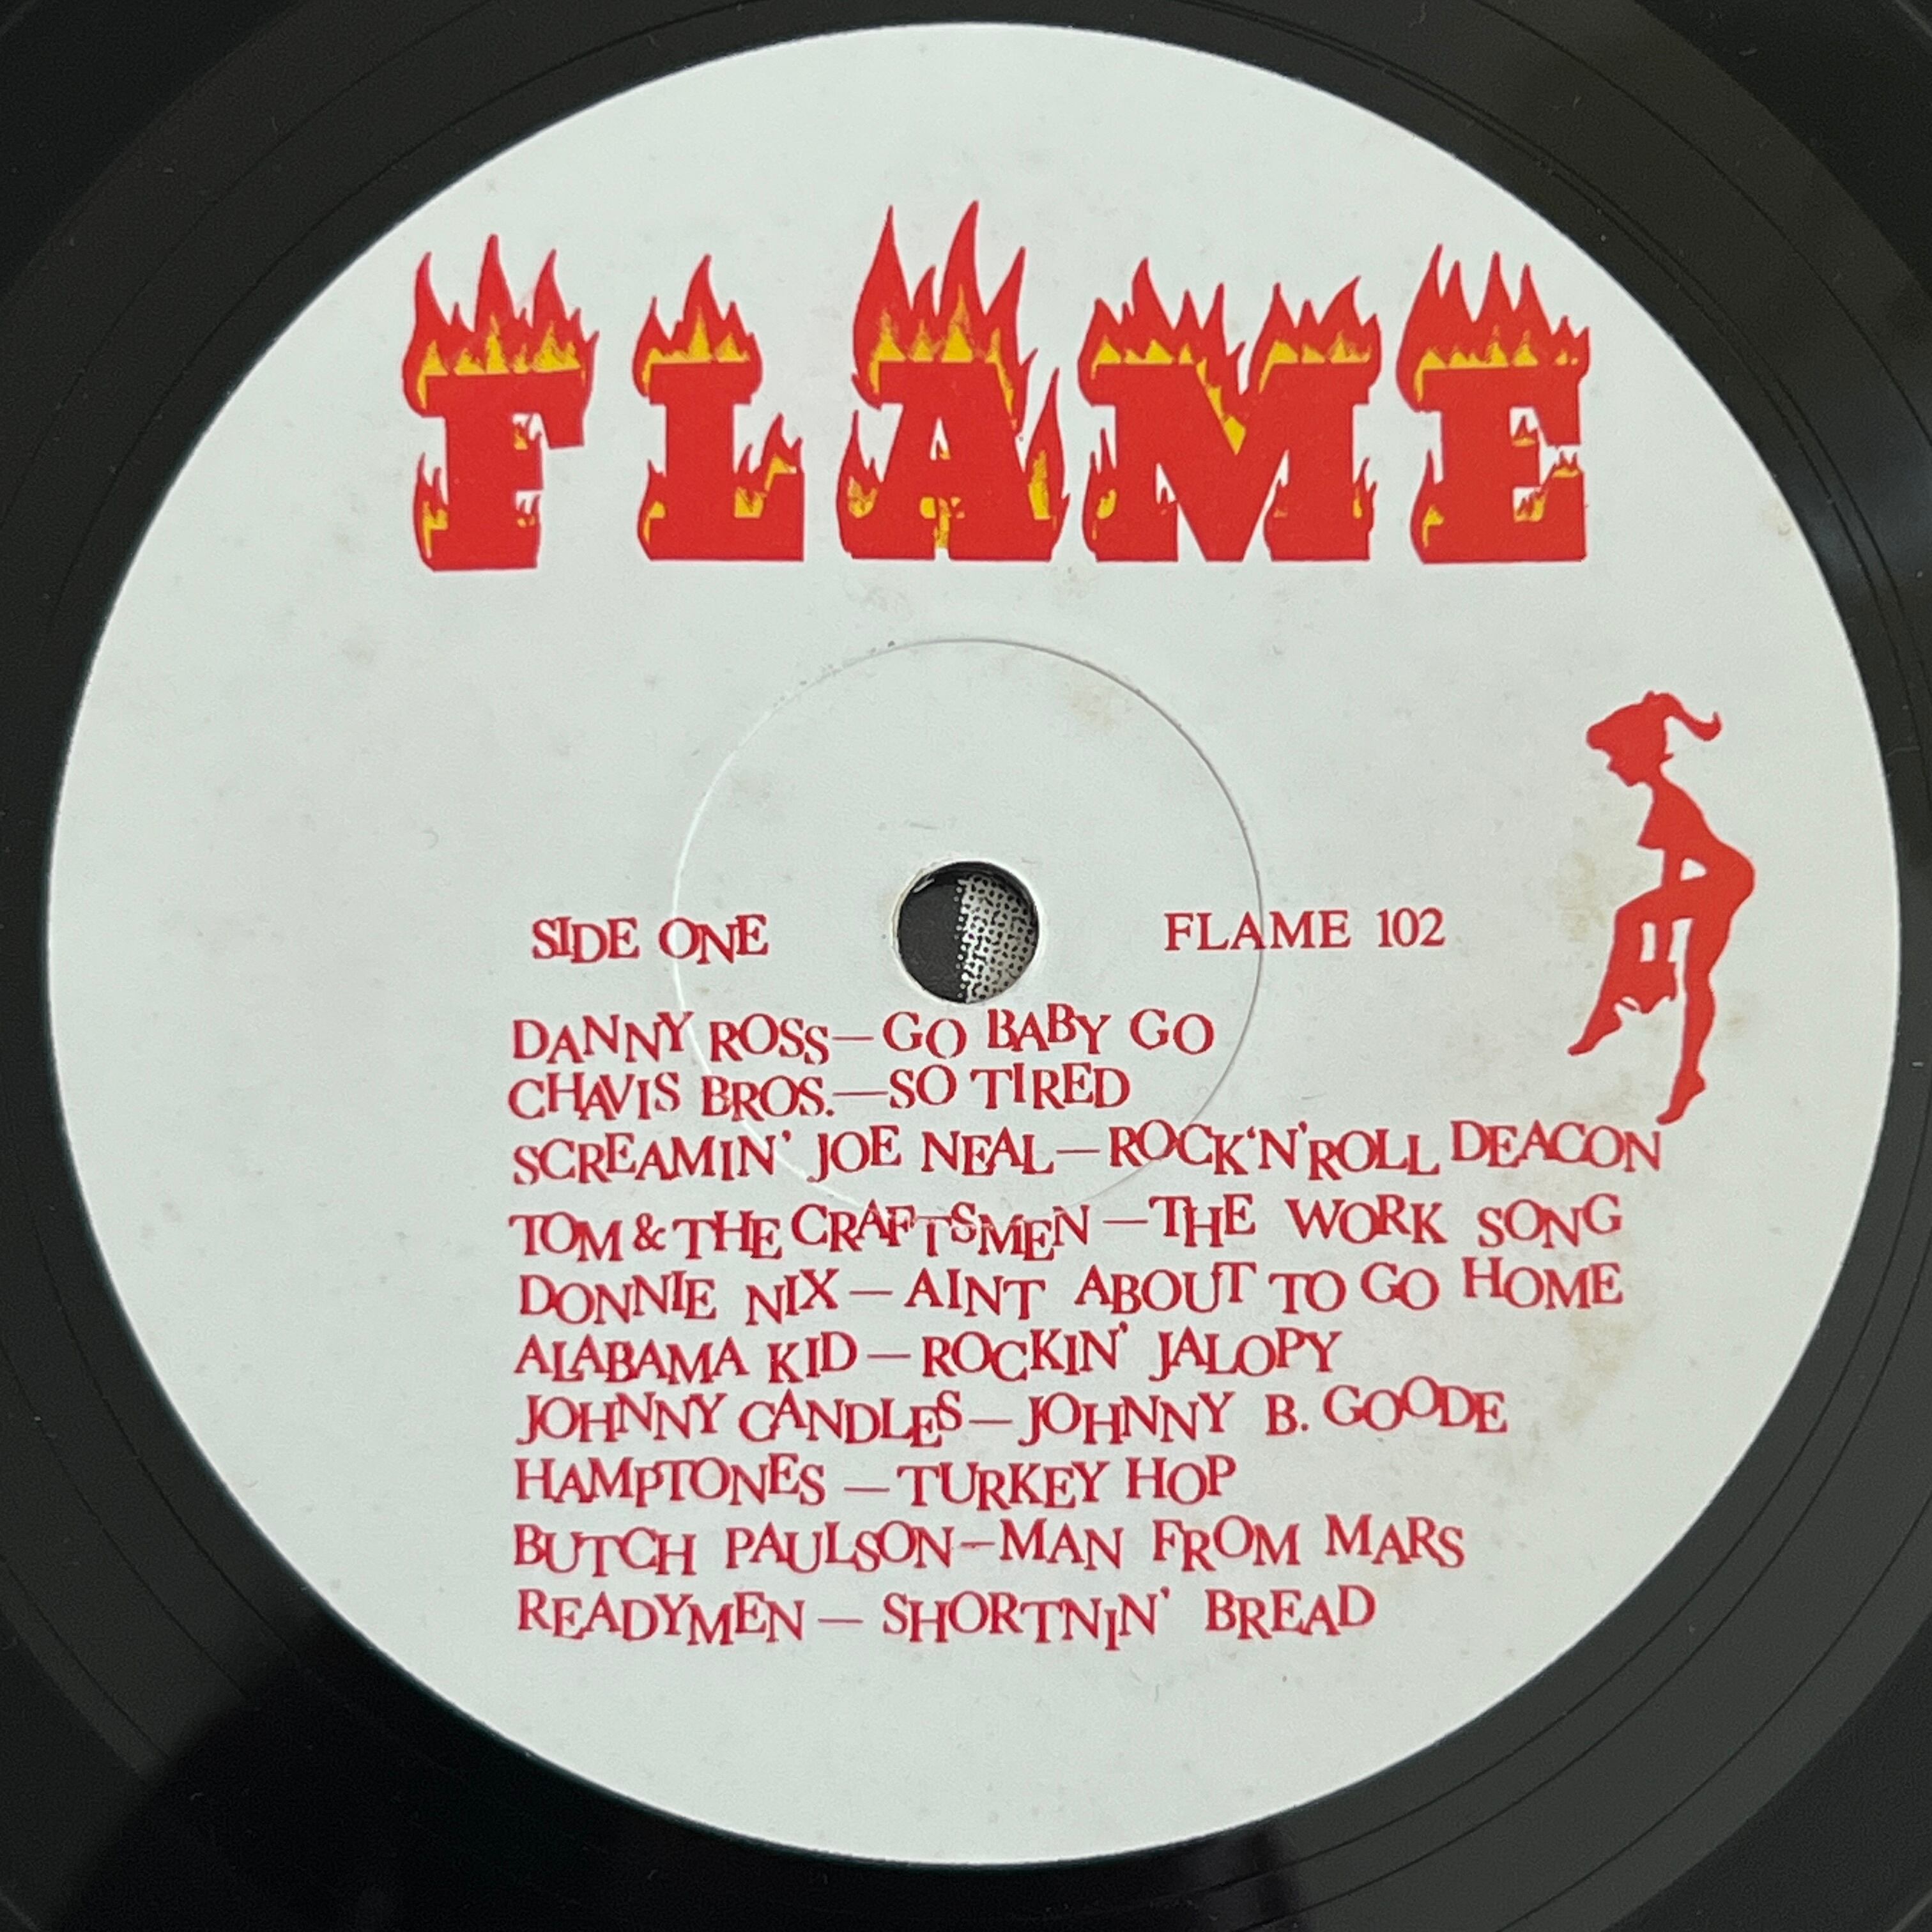 FLAME
SIDE ONE FLAME 102
DANNY ROSS—GO BABY GO
CHAVIS BROS.—SO TIRED
SCREAMIN' JOE NEAL—ROCK'N'ROLL DEACON
TOM & THE CRAFTSMEN—THE WORK SONG
DONNIE NIX—AINT ABOUT TO GO HOME
ALABAMA KID—ROCKIN' JALOPY
JOHNNY CANDLES—JOHNNY B. GOODE
HAMPTONES—TURKEY HOP
BUTCH PAULSON—MAN FROM MARS
READYMEN—SHORTNIN' BREAD